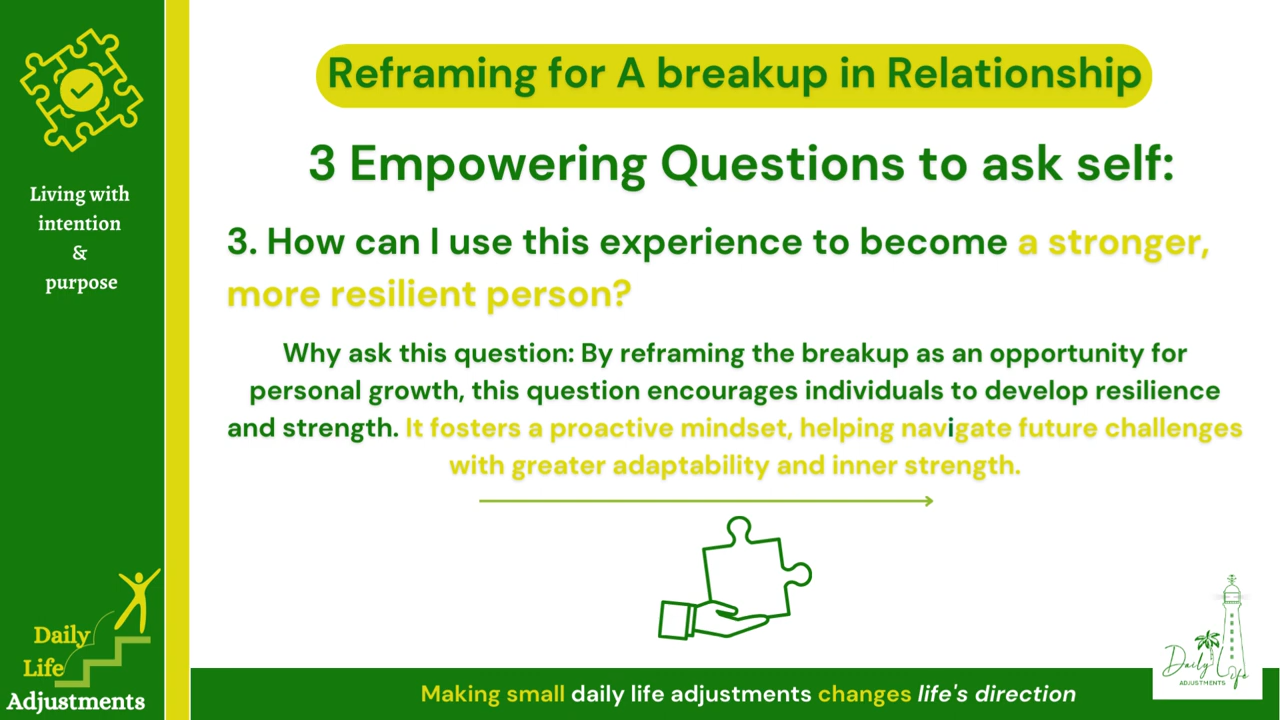 Reframing for A breakup in Relationship
3 Empowering Questions to ask self:
3. How can I use this experience to become a stronger,
more resilient person?
Why ask this question: By reframing the breakup as an opportunity for
personal growth, this question encourages individuals to develop resilience
and strength. It fosters a proactive mindset, helping navigate future challenges
with greater adaptability and inner strength.
Living with
intention
&
purpose
Daily
Life
Adjustments
Making small daily life adjustments changes life's direction
Daily Life
ADJUSTMENTS